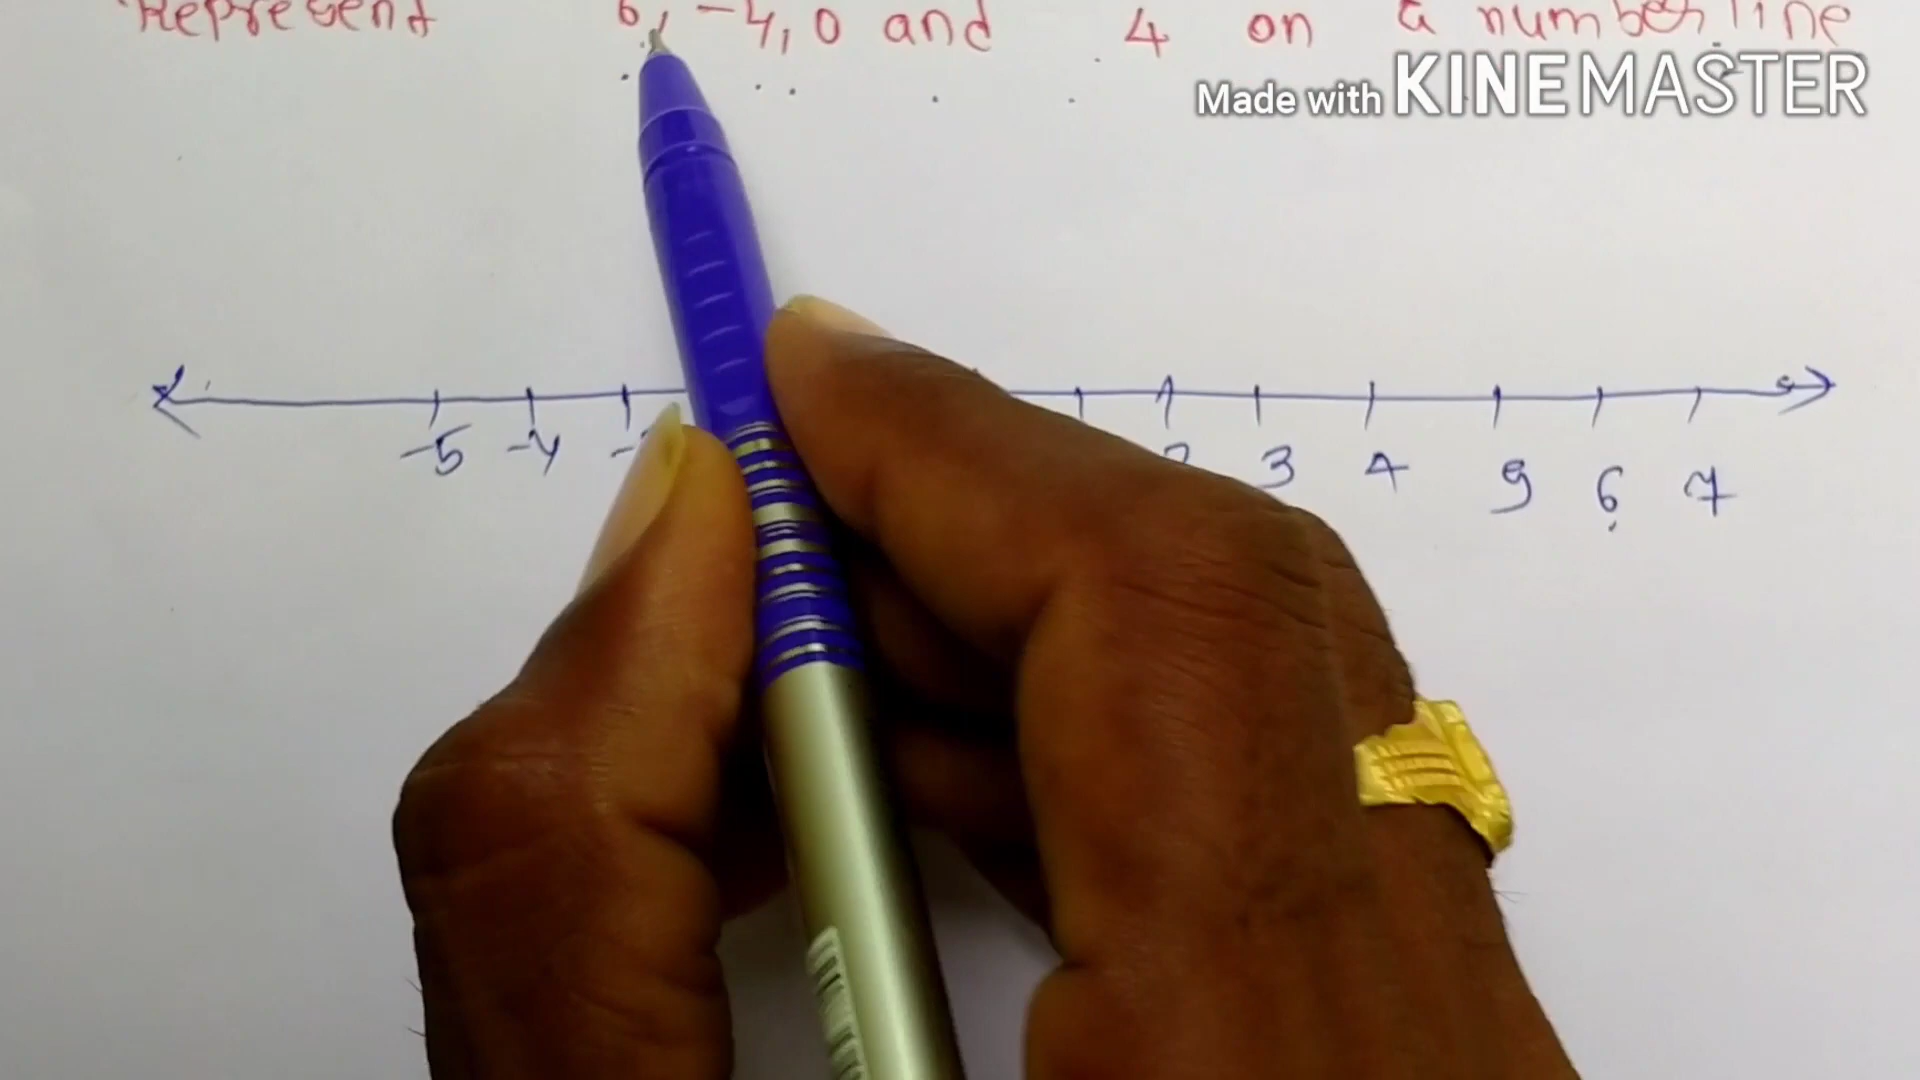 Represent 6, -4, 0 and 4 on a number line
Made with KINEMASTER
-5 -4 3 4 5 6 7